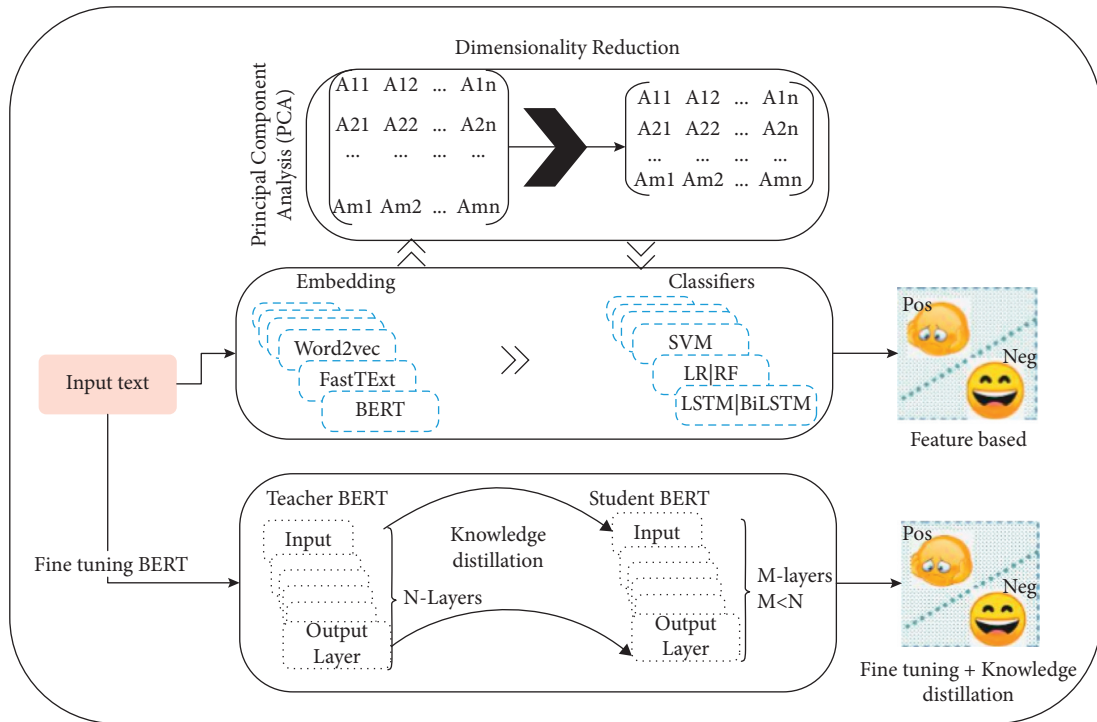 Dimensionality Reduction
Principal Component
Analysis (PCA)
A11 A12 ... A1n
A21 A22 ... A2n
... ... ... ...
Am1 Am2 ... Amn
A11 A12 ... A1n
A21 A22 ... A2n
... ... ... ...
Am1 Am2 ... Amn
Embedding
Word2vec
FastTExt
BERT
Classifiers
SVM
LR|RF
LSTM|BiLSTM
Pos
Neg
Feature based
Input text
Fine tuning BERT
Teacher BERT
Input
Output
Layer
N-Layers
Knowledge
distillation
Student BERT
Input
Output
Layer
M-layers
M<N
Pos
Neg
Fine tuning + Knowledge
distillation